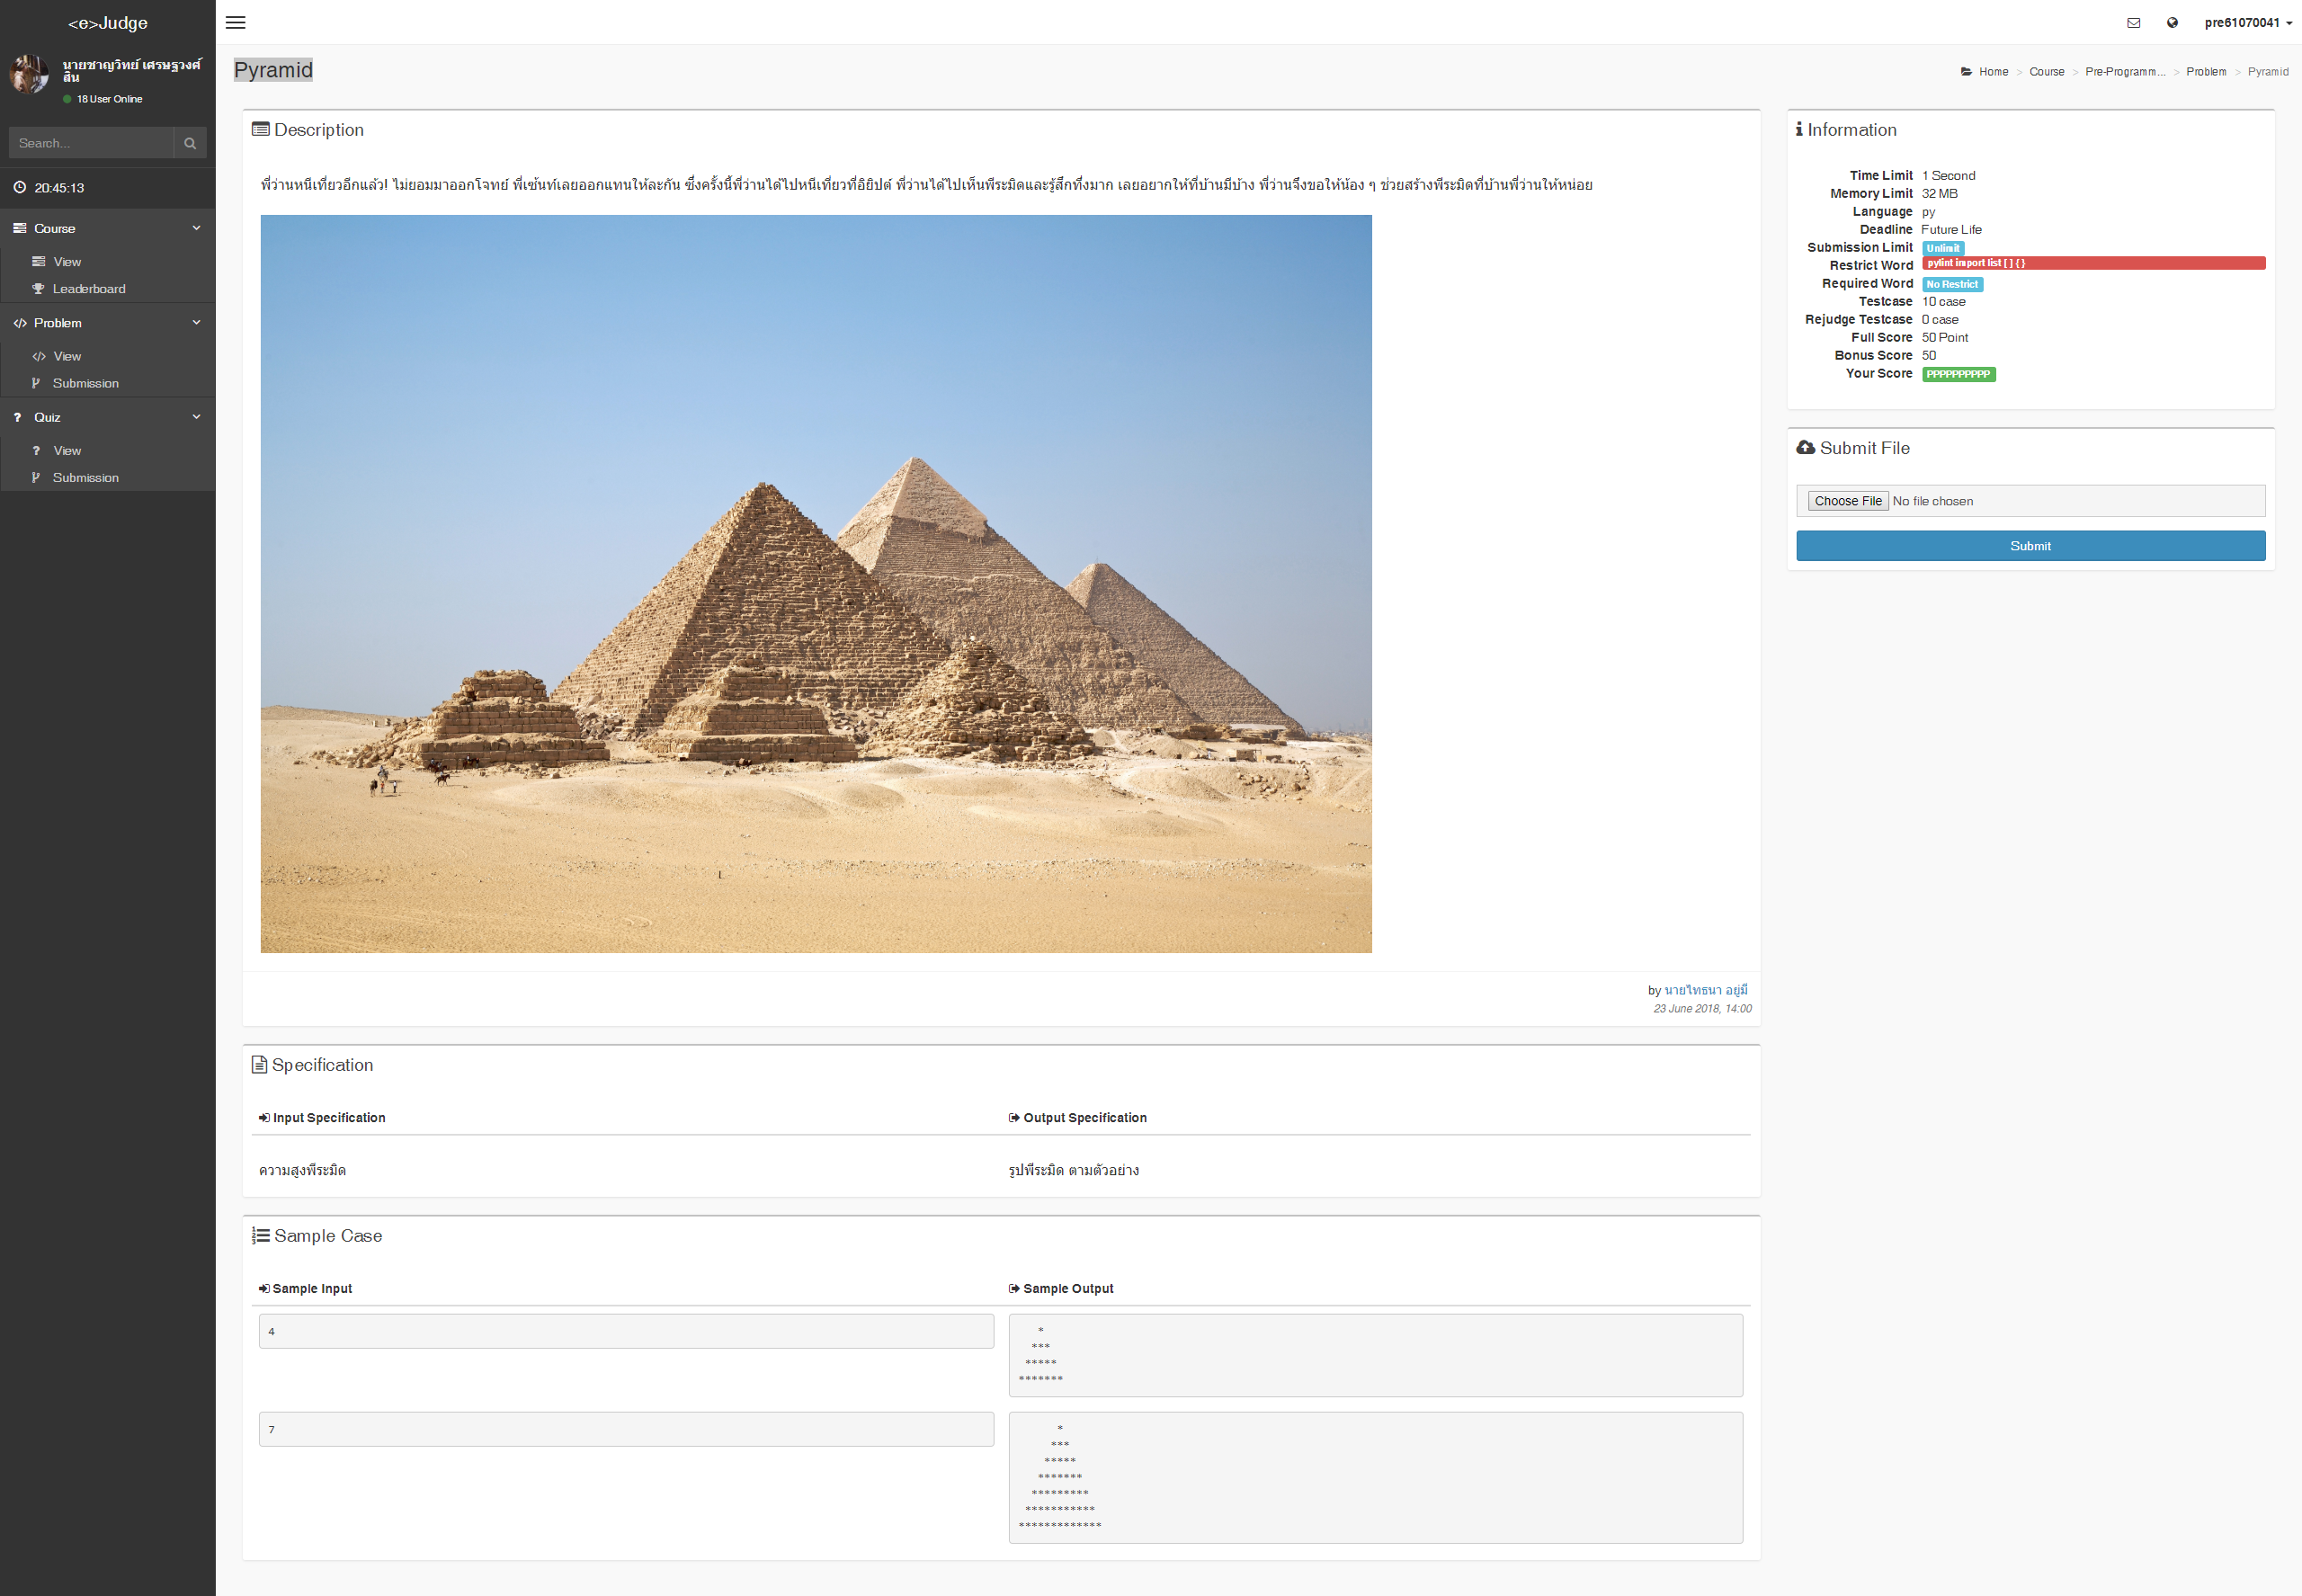 <e>Judge
pre61070041
นายชาญวิทย์ เศรษฐวงศ์
สิน
18 User Online
Search...
20:45:13
Course
View
Leaderboard
Problem
View
Submission
Quiz
View
Submission
Pyramid
Home > Course > Pre-Programm... > Problem > Pyramid
Description
พี่ว่านหนีเที่ยวอีกแล้ว! ไม่ยอมมาออกโจทย์ พี่เซ้นท์เลยออกแทนให้ละกัน ซึ่งครั้งนี้พี่ว่านได้ไปหนีเที่ยวที่อียิปต์ พี่ว่านได้ไปเห็นพีระมิดและรู้สึกทึ่งมาก เลยอยากให้ที่บ้านมีบ้าง พี่ว่านจึงขอให้น้อง ๆ ช่วยสร้างพีระมิดที่บ้านพี่ว่านให้หน่อย
by นายไทธนา อยู่มี
23 June 2018, 14:00
Specification
Input Specification
Output Specification
ความสูงพีระมิด
รูปพีระมิด ตามตัวอย่าง
Sample Case
Sample Input
Sample Output
4
   *
  ***
 *****
*******
7
      *
     ***
    *****
   *******
  *********
 ***********
*************
Information
Time Limit 1 Second
Memory Limit 32 MB
Language py
Deadline Future Life
Submission Limit Unlimit
Restrict Word pylint import list [ ] { }
Required Word No Restrict
Testcase 10 case
Rejudge Testcase 0 case
Full Score 50 Point
Bonus Score 50
Your Score PPPPPPPPPP
Submit File
Choose File No file chosen
Submit